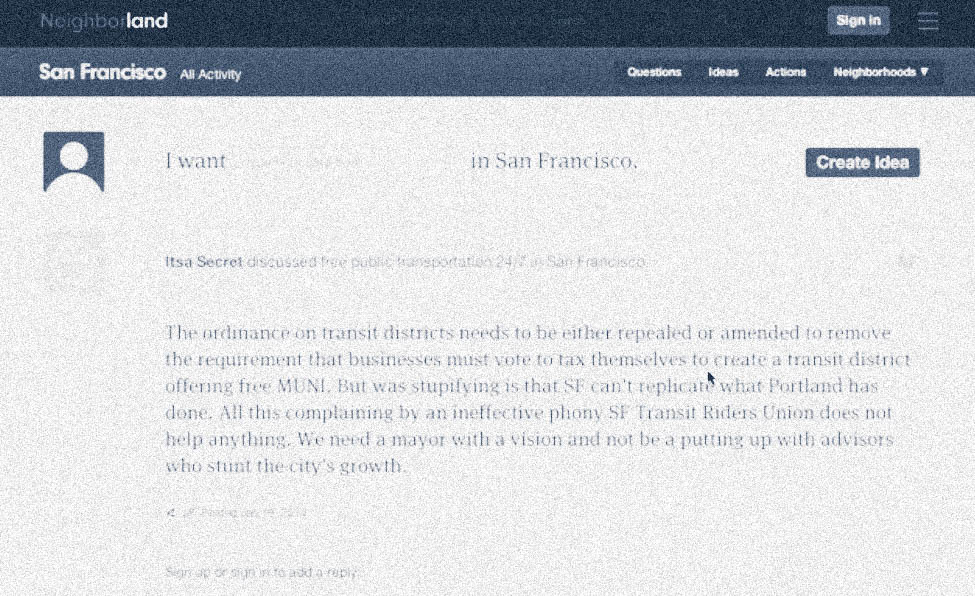 Neighborland
Sign in
San Francisco All Activity
Questions Ideas Actions Neighborhoods ▼
I want in San Francisco.
Create Idea
Itsa Secret discussed free public transportation 24/7 in San Francisco
The ordinance on transit districts needs to be either repealed or amended to remove
the requirement that businesses must vote to tax themselves to create a transit district
offering free MUNI. But was stupifying is that SF can't replicate what Portland has
done. All this complaining by an ineffective phony SF Transit Riders Union does not
help anything. We need a mayor with a vision and not be a putting up with advisors
who stunt the city's growth.
Sign up or sign in to add a reply.